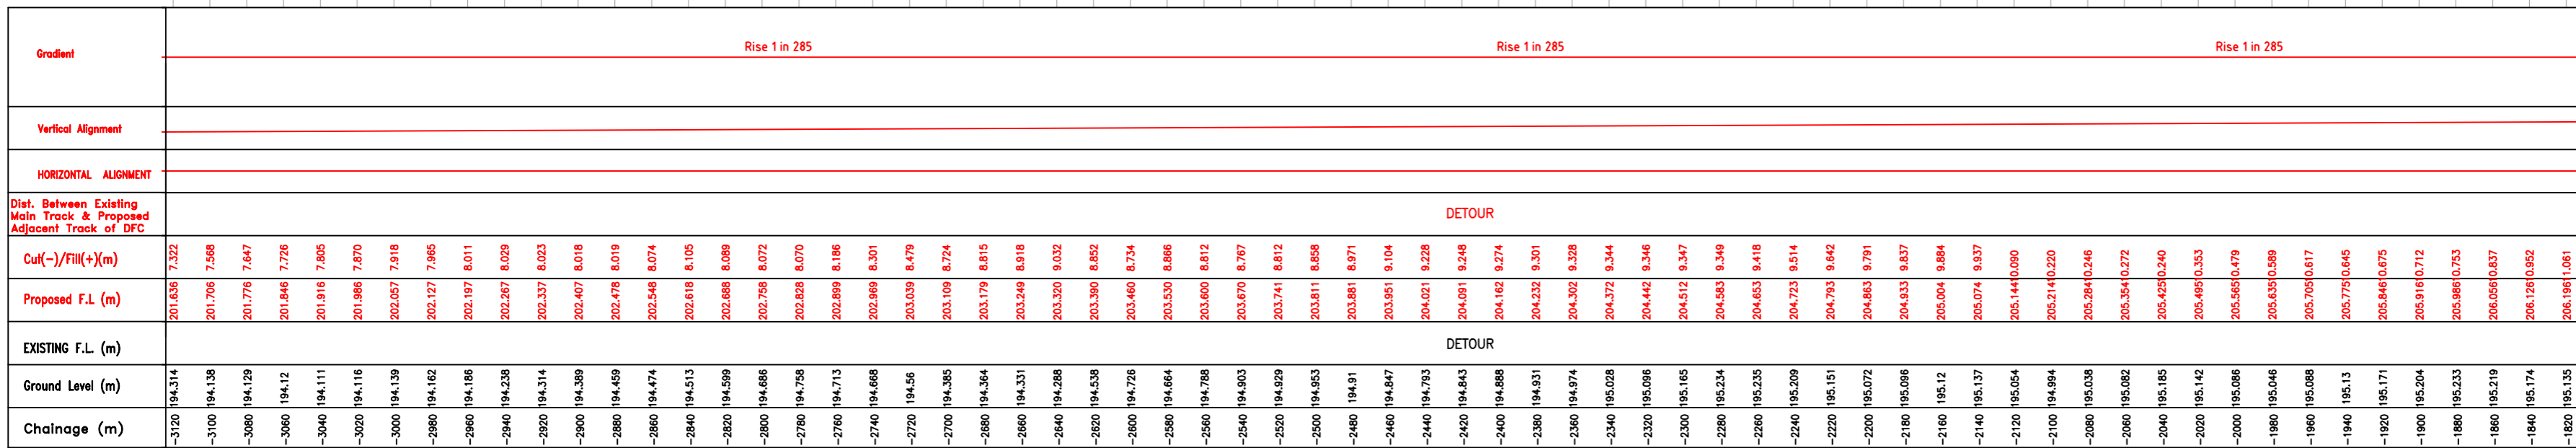 Gradient Rise 1 in 285 Rise 1 in 285 Rise 1 in 285
Vertical Alignment
HORIZONTAL ALIGNMENT
Dist. Between Existing
Main Track & Proposed
Adjacent Track of DFC
DETOUR
Cut(-)/Fill(+)(m) 7.322 7.568 7.647 7.726 7.805 7.870 7.918 7.965 8.011 8.029 8.023 8.018 8.019 8.074 8.105 8.089 8.072 8.070 8.186 8.301 8.479 8.724 8.815 8.918 9.032 8.852 8.734 8.866 8.812 8.767 8.812 8.858 8.971 9.104 9.228 9.248 9.274 9.301 9.328 9.344 9.346 9.347 9.349 9.418 9.514 9.642 9.791 9.837 9.884 9.937 10.090 10.220 10.246 10.272 10.240 10.353 10.479 10.589 10.617 10.645 10.675 10.712 10.753 10.837 10.952 11.061
Proposed F.L (m) 201.636 201.706 201.776 201.846 201.916 201.986 202.057 202.127 202.197 202.267 202.337 202.407 202.478 202.548 202.618 202.688 202.758 202.828 202.899 202.969 203.039 203.109 203.179 203.249 203.320 203.390 203.460 203.530 203.600 203.670 203.741 203.811 203.881 203.951 204.021 204.091 204.162 204.232 204.302 204.372 204.442 204.512 204.583 204.653 204.723 204.793 204.863 204.933 205.004 205.074 205.144 205.214 205.284 205.354 205.425 205.495 205.565 205.635 205.705 205.775 205.846 205.916 205.986 206.056 206.126 206.196
EXISTING F.L. (m) DETOUR
Ground Level (m) 194.314 194.138 194.129 194.12 194.111 194.116 194.139 194.162 194.186 194.238 194.314 194.389 194.459 194.474 194.513 194.599 194.686 194.758 194.713 194.668 194.56 194.385 194.364 194.331 194.288 194.538 194.726 194.664 194.788 194.903 194.929 194.953 194.91 194.847 194.793 194.843 194.888 194.931 194.974 195.028 195.096 195.165 195.234 195.235 195.209 195.151 195.072 195.096 195.12 195.137 195.054 194.994 195.038 195.082 195.185 195.142 195.086 195.046 195.088 195.13 195.171 195.204 195.233 195.219 195.174 195.135
Chainage (m) -3120 -3100 -3080 -3060 -3040 -3020 -3000 -2980 -2960 -2940 -2920 -2900 -2880 -2860 -2840 -2820 -2800 -2780 -2760 -2740 -2720 -2700 -2680 -2660 -2640 -2620 -2600 -2580 -2560 -2540 -2520 -2500 -2480 -2460 -2440 -2420 -2400 -2380 -2360 -2340 -2320 -2300 -2280 -2260 -2240 -2220 -2200 -2180 -2160 -2140 -2120 -2100 -2080 -2060 -2040 -2020 -2000 -1980 -1960 -1940 -1920 -1900 -1880 -1860 -1840 -1820